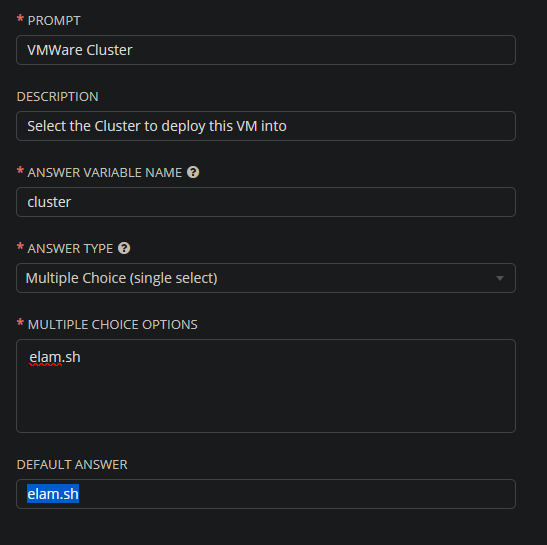 * PROMPT
VMWare Cluster
DESCRIPTION
Select the Cluster to deploy this VM into
* ANSWER VARIABLE NAME ?
cluster
* ANSWER TYPE ?
Multiple Choice (single select)
* MULTIPLE CHOICE OPTIONS
elam.sh
DEFAULT ANSWER
elam.sh